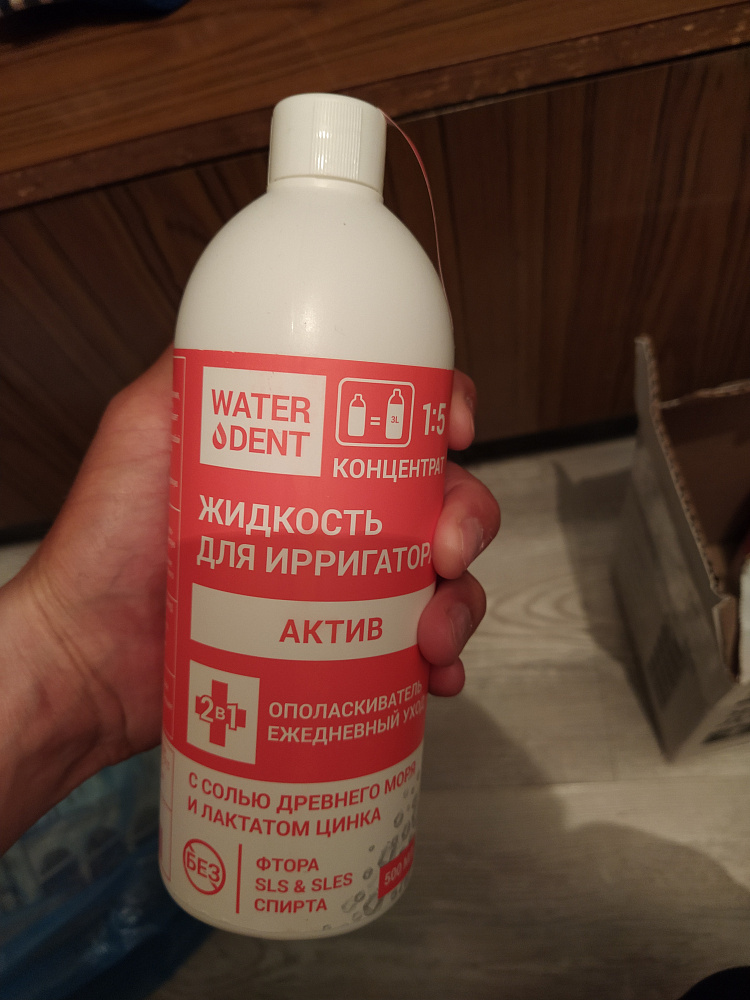 WATER
DENT
= 3L
1:5
КОНЦЕНТРАТ
ЖИДКОСТЬ
ДЛЯ ИРРИГАТОРА
АКТИВ
2в1
ОПОЛАСКИВАТЕЛЬ
ЕЖЕДНЕВНЫЙ УХОД
С СОЛЬЮ ДРЕВНЕГО МОРЯ
И ЛАКТАТОМ ЦИНКА
БЕЗ
ФТОРА
SLS & SLES
СПИРТА
500